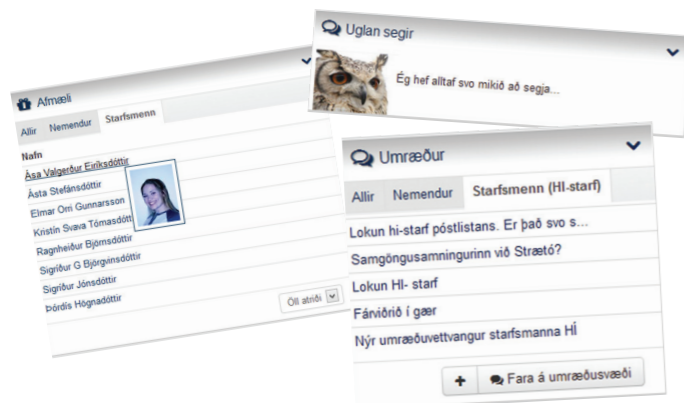 Afmæli
Allir Nemendur Starfsmenn
Nafn
Ása Valgerður Eiríksdóttir
Ásta Stefánsdóttir
Elmar Orri Gunnarsson
Kristín Svava Tómasdótt
Ragnheiður Björnsdóttir
Sigríður G Björgvinsdóttir
Sigríður Jónsdóttir
Þórdís Högnadóttir
Öll atriði
Uglan segir
Ég hef alltaf svo mikið að segja...
Umræður
Allir Nemendur Starfsmenn (HI-starf)
Lokun hi-starf póstlistans. Er það svo s...
Samgöngusamningurinn við Strætó?
Lokun HI- starf
Fárviðrið í gær
Nýr umræðuvettvangur starfsmanna HÍ
+ Fara á umræðusvæði